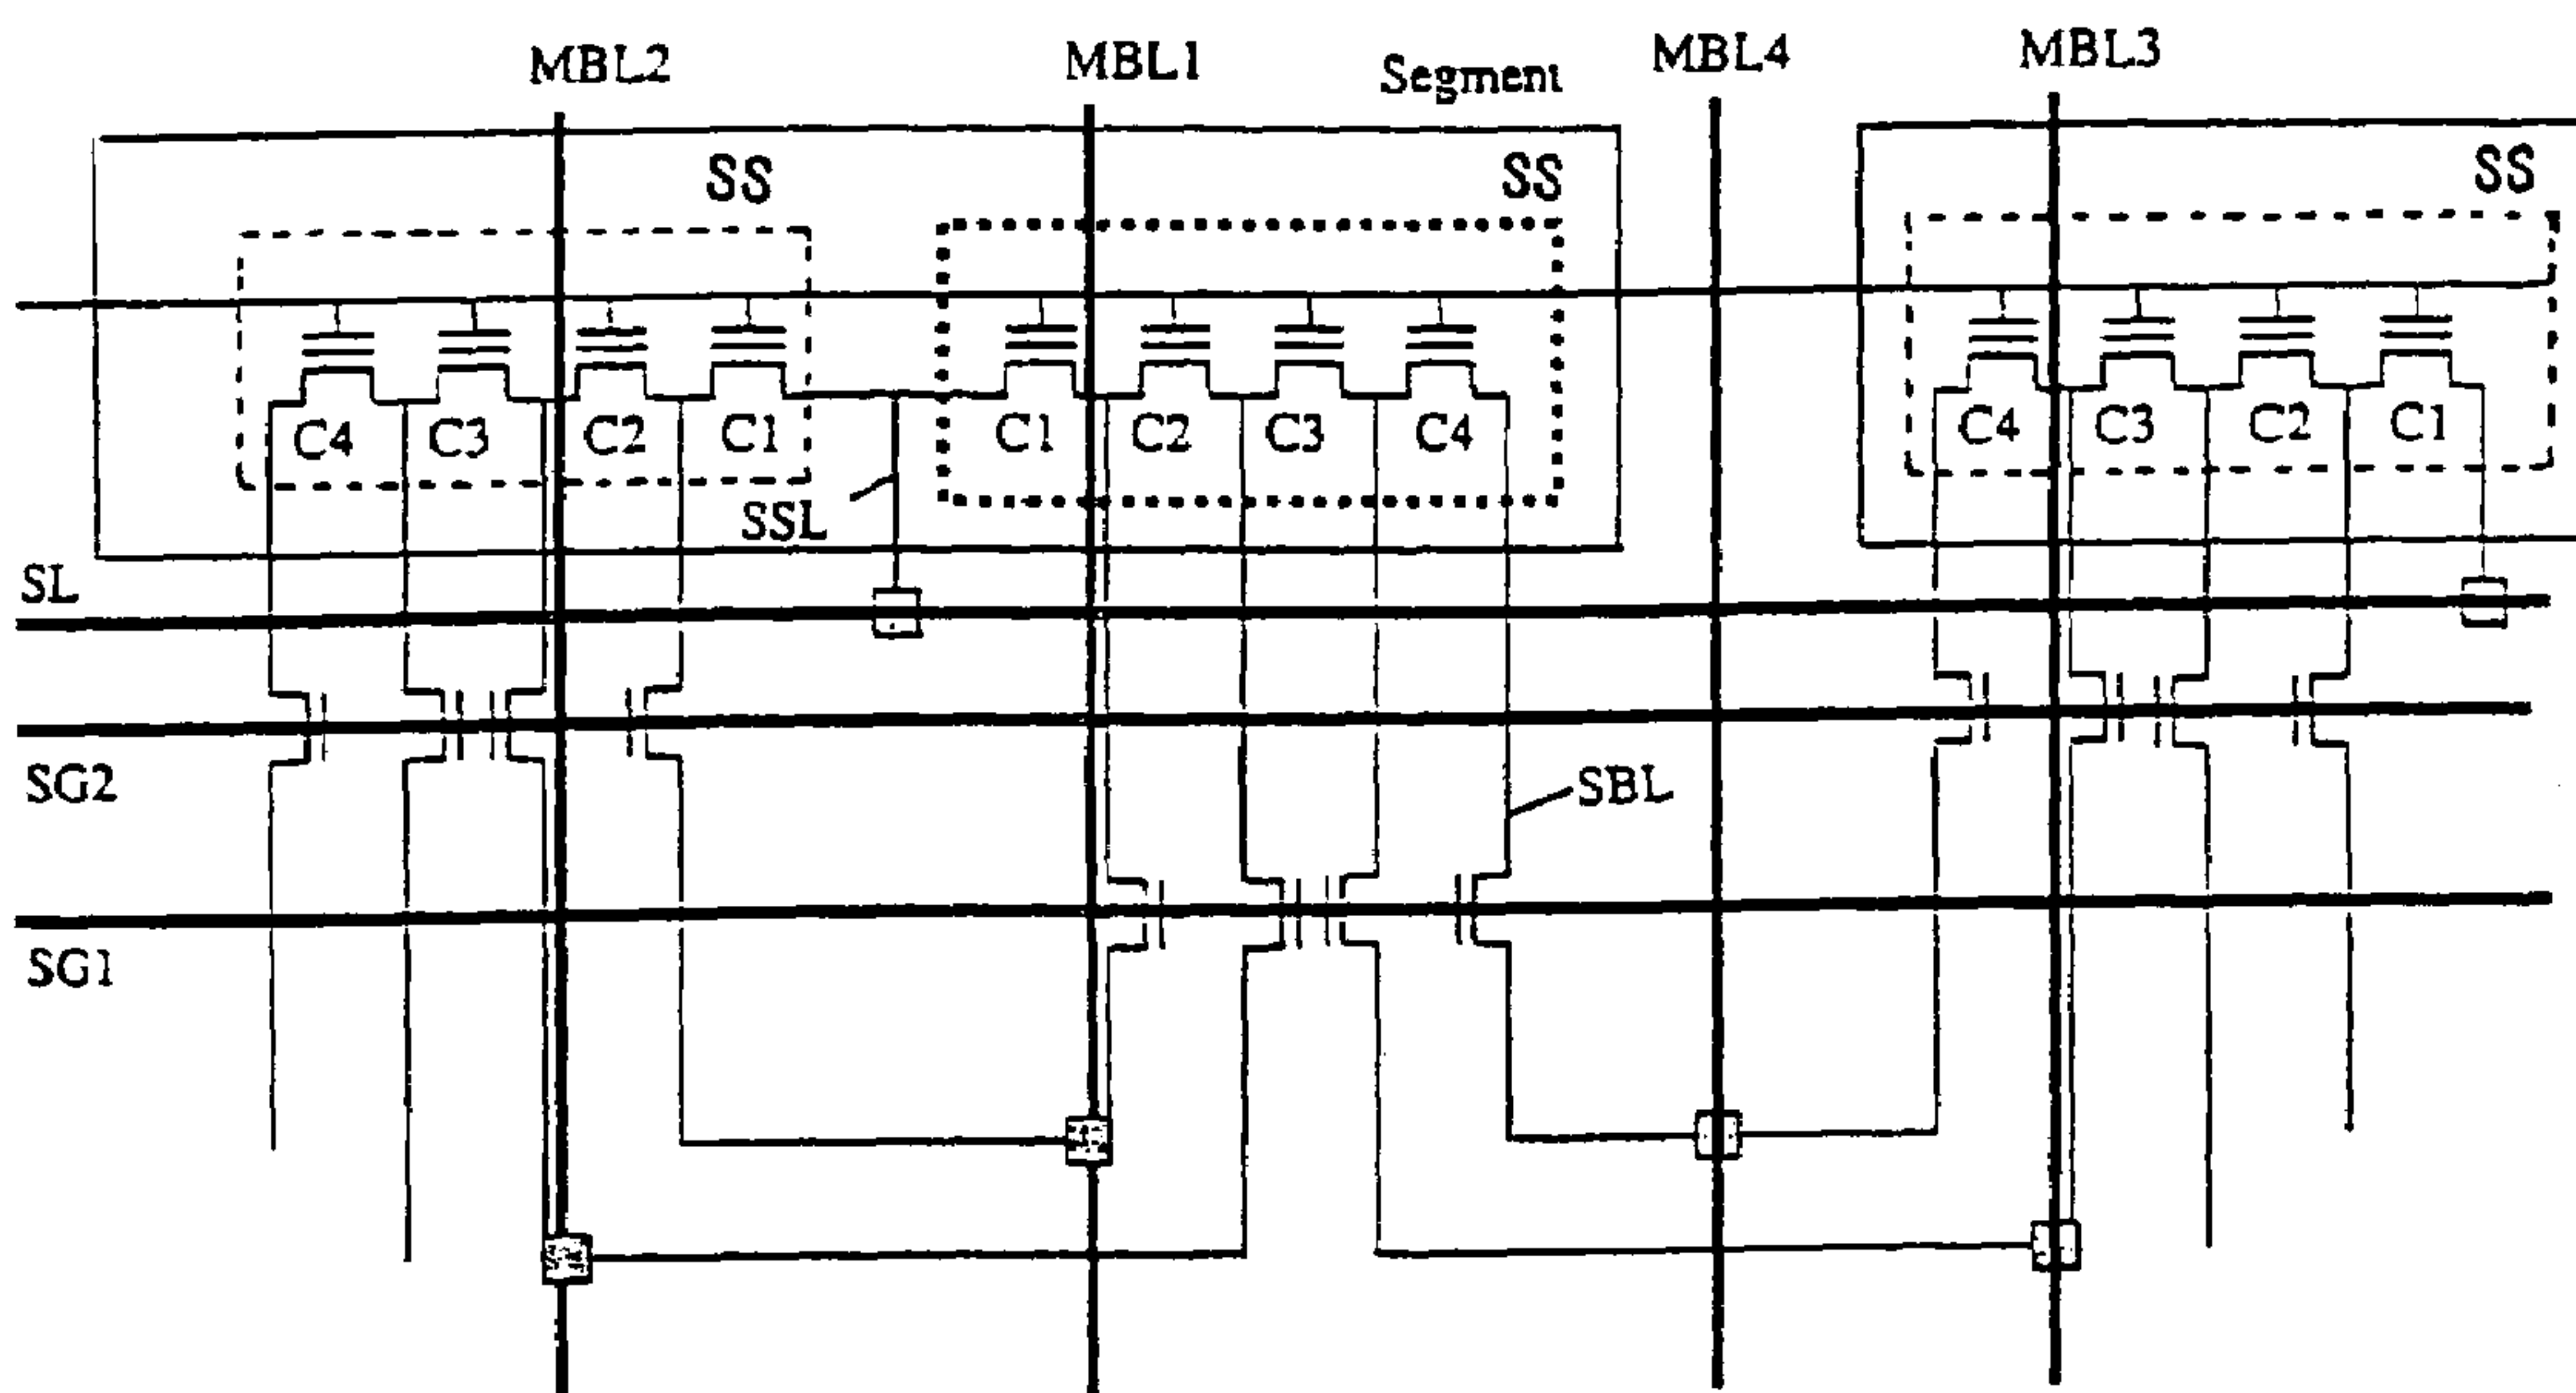 MBL2 MBL1 Segment MBL4 MBL3
SS SS SS
C4 C3 C2 C1 C1 C2 C3 C4 C4 C3 C2 C1
SSL
SL
SG2
SBL
SG1